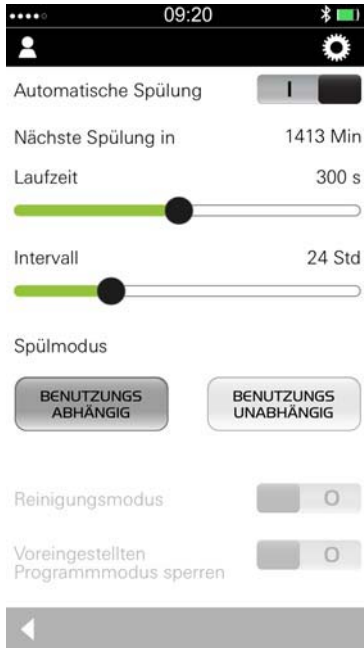 09:20
Automatische Spülung I
Nächste Spülung in 1413 Min
Laufzeit 300 s
Intervall 24 Std
Spülmodus
BENUTZUNGS ABHÄNGIG
BENUTZUNGS UNABHÄNGIG
Reinigungsmodus O
Voreingestellten O
Programmmodus sperren